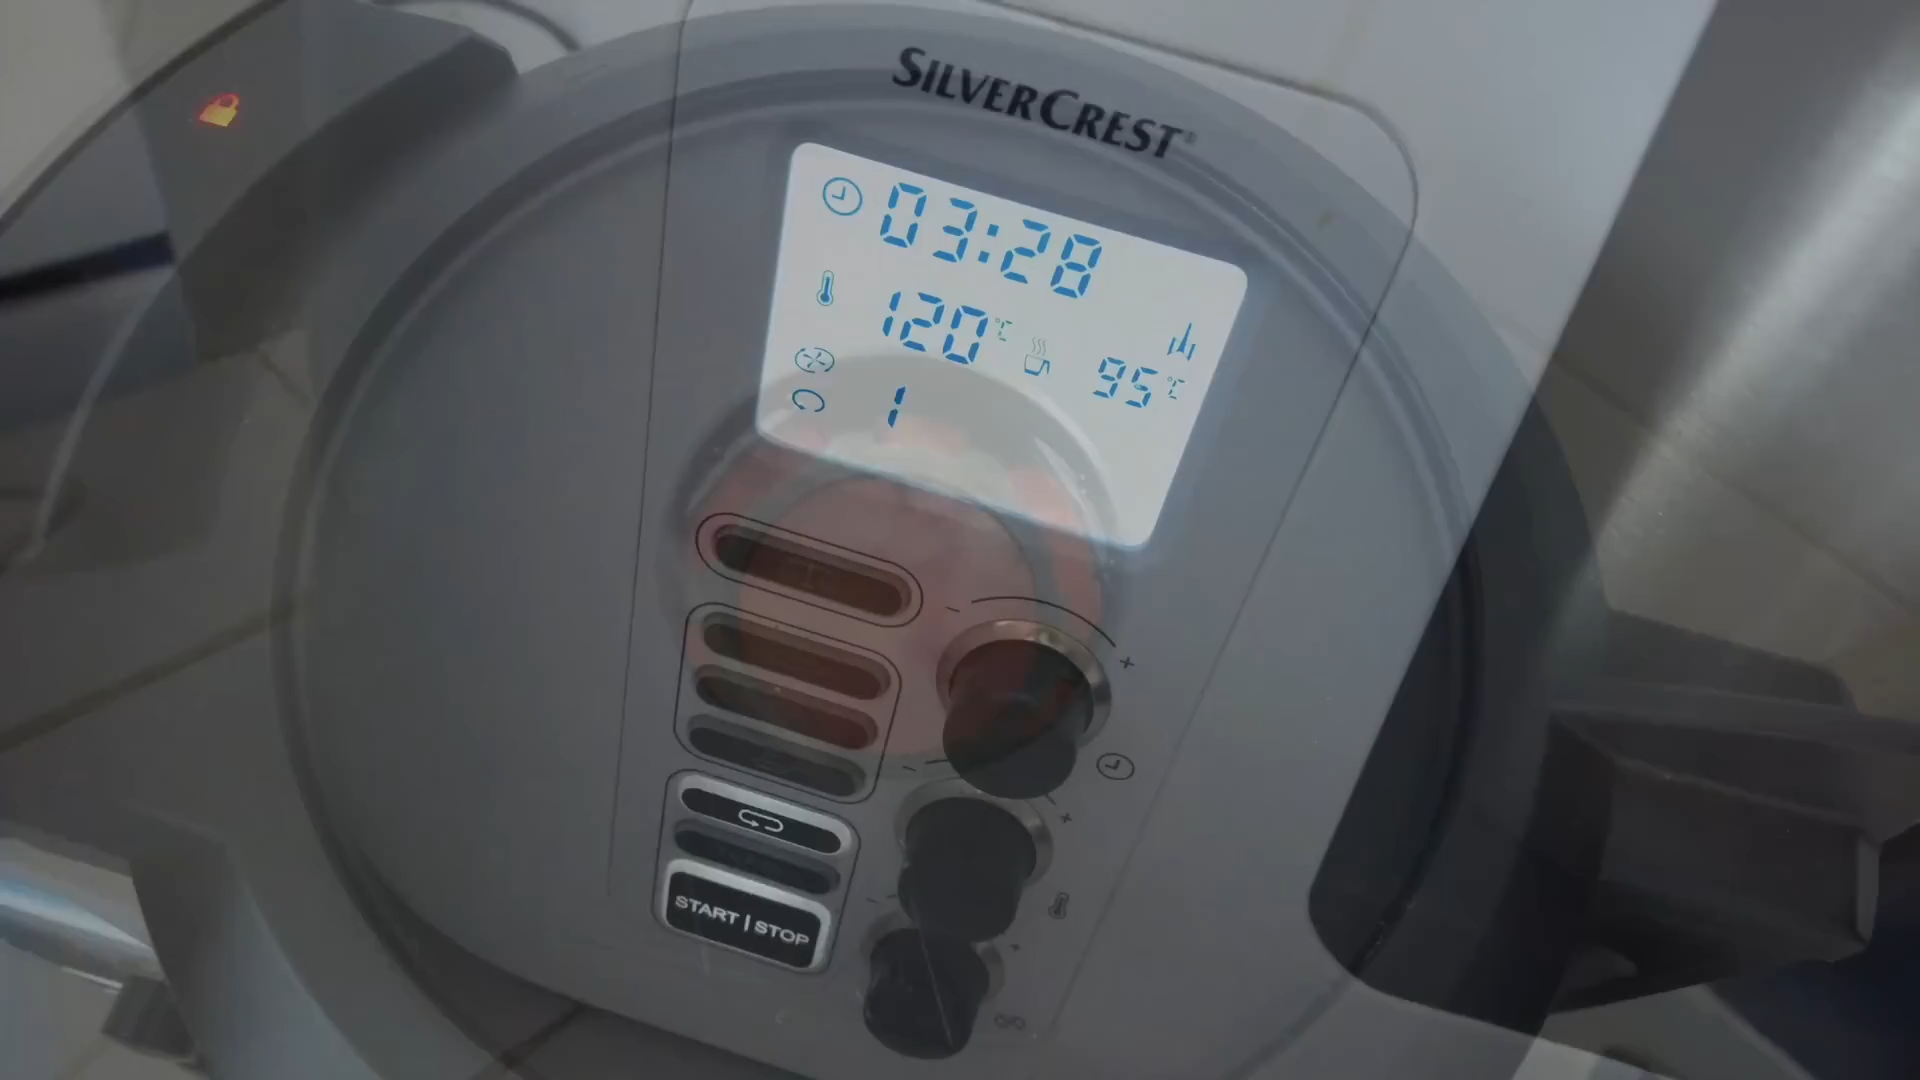 SILVERCREST®
03:28
120 °C
95 °C
1
- +
- +
- +
START | STOP